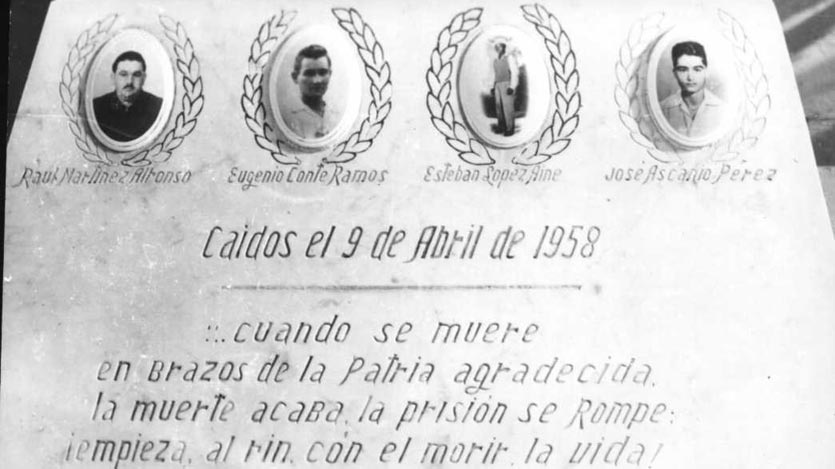 Raul Martinez Alfonso Eugenio Conte Ramos Esteban Lopez Aine José Ascanio Pérez
Caidos el 9 de Abril de 1958
...cuando se muere
en brazos de la Patria agradecida,
la muerte acaba, la prisión se rompe;
¡empieza, al fin, con el morir, la vida!